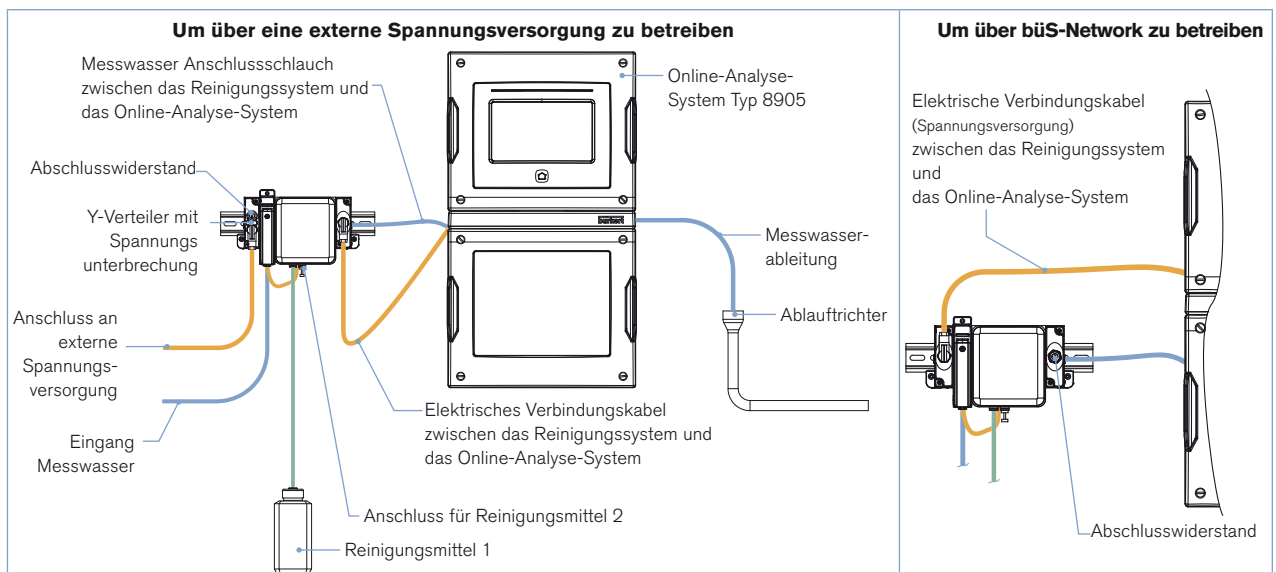 Um über eine externe Spannungsversorgung zu betreiben
Messwasser Anschlussschlauch
zwischen das Reinigungssystem und
das Online-Analyse-System
Online-Analyse-
System Typ 8905
Abschlusswiderstand
Y-Verteiler mit
Spannungs
unterbrechung
bürkert
Messwasser-
ableitung
Anschluss an
externe
Spannungs-
versorgung
Ablauftrichter
Eingang
Messwasser
Elektrisches Verbindungskabel
zwischen das Reinigungssystem und
das Online-Analyse-System
Anschluss für Reinigungsmittel 2
Reinigungsmittel 1
Um über büS-Network zu betreiben
Elektrische Verbindungskabel
(Spannungsversorgung)
zwischen das Reinigungssystem
und
das Online-Analyse-System
Abschlusswiderstand